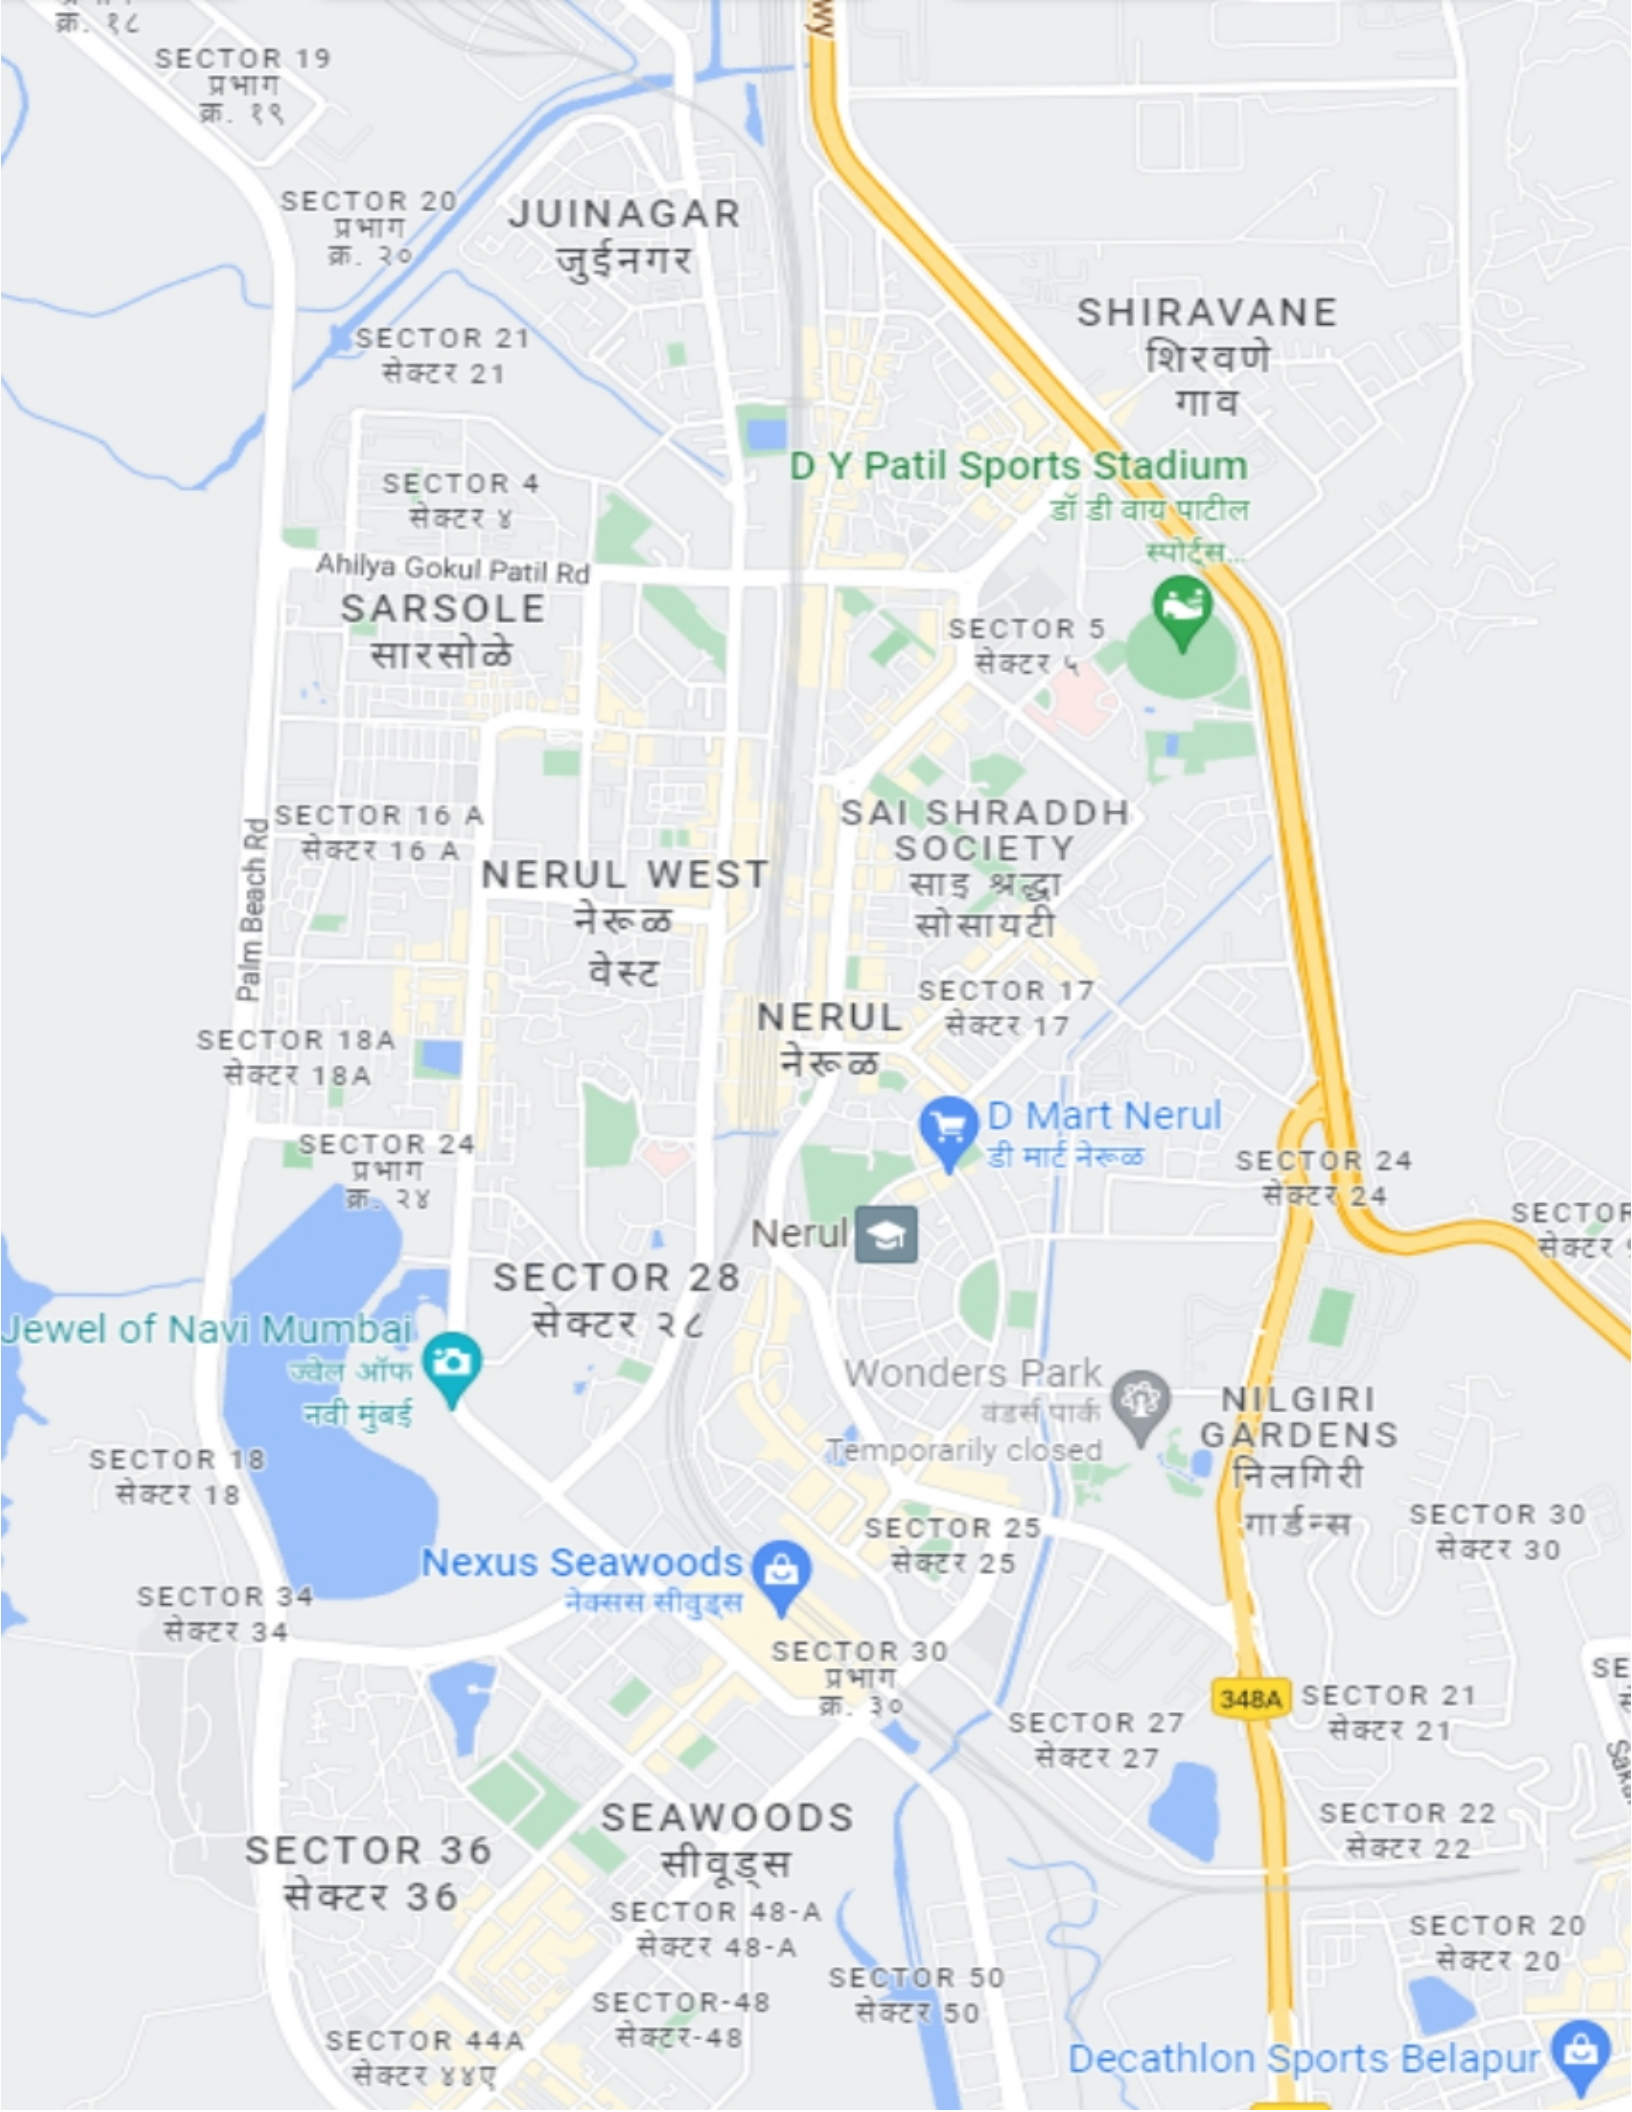 क्र. १८
SECTOR 19
प्रभाग
क्र. १९
wy
SECTOR 20
प्रभाग
क्र. २०
JUINAGAR
जुईनगर
SECTOR 21
सेक्टर 21
SHIRAVANE
शिरवणे
गाव
SECTOR 4
सेक्टर ४
D Y Patil Sports Stadium
डॉ डी वाय पाटील
स्पोर्ट्स...
Ahilya Gokul Patil Rd
SARSOLE
सारसोळे
SECTOR 5
सेक्टर ५
SECTOR 16 A
सेक्टर 16 A
Palm Beach Rd
NERUL WEST
नेरूळ
वेस्ट
SAI SHRADDH
SOCIETY
साइ श्रद्धा
सोसायटी
SECTOR 17
सेक्टर 17
NERUL
नेरूळ
SECTOR 18A
सेक्टर 18A
D Mart Nerul
डी मार्ट नेरूळ
SECTOR 24
प्रभाग
क्र. २४
SECTOR 24
सेक्टर 24
SECTOR
सेक्टर
Nerul
SECTOR 28
सेक्टर २८
Jewel of Navi Mumbai
ज्वेल ऑफ
नवी मुंबई
Wonders Park
वंडर्स पार्क
Temporarily closed
NILGIRI
GARDENS
निलगिरी
गार्डन्स
SECTOR 18
सेक्टर 18
SECTOR 30
सेक्टर 30
SECTOR 25
सेक्टर 25
Nexus Seawoods
नेक्सस सीवुड्स
SECTOR 34
सेक्टर 34
SECTOR 30
प्रभाग
क्र. ३०
SE
348A
SECTOR 21
सेक्टर 21
SECTOR 27
सेक्टर 27
SECTOR 22
सेक्टर 22
SEAWOODS
सीवूड्स
SECTOR 36
सेक्टर 36
SECTOR 48-A
सेक्टर 48-A
SECTOR 20
सेक्टर 20
SECTOR 50
सेक्टर 50
SECTOR-48
सेक्टर-48
SECTOR 44A
सेक्टर ४४ए
Decathlon Sports Belapur